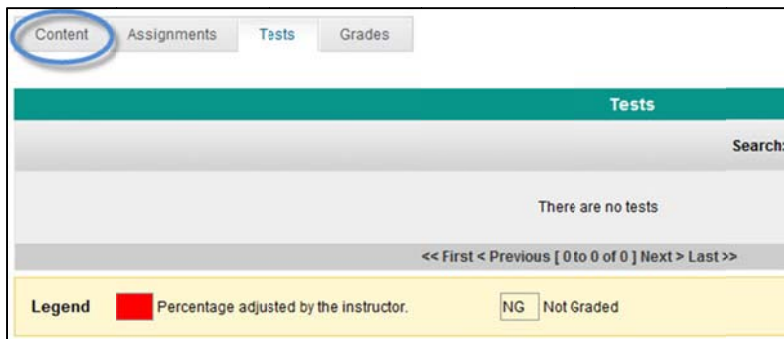 Content Assignments Tests Grades
Tests
Search:
There are no tests
<< First < Previous [ 0 to 0 of 0 ] Next > Last >>
Legend Percentage adjusted by the instructor. NG Not Graded